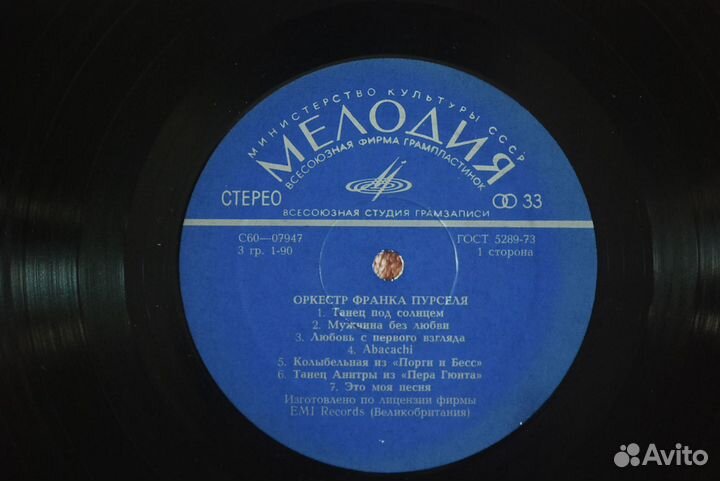 МИНИСТЕРСТВО КУЛЬТУРЫ СССР
МЕЛОДИЯ
ВСЕСОЮЗНАЯ ФИРМА ГРАМПЛАСТИНОК
СТЕРЕО 33
ВСЕСОЮЗНАЯ СТУДИЯ ГРАМЗАПИСИ
С60—07947 ГОСТ 5289-73
3 гр. 1-90 1 сторона
ОРКЕСТР ФРАНКА ПУРСЕЛЯ
1. Танец под солнцем
2. Мужчина без любви
3. Любовь с первого взгляда
4. Abacachi
5. Колыбельная из «Порги и Бесс»
6. Танец Анитры из «Пера Гюнта»
7. Это моя песня
Изготовлено по лицензии фирмы
EMI Records (Великобритания)
Avito